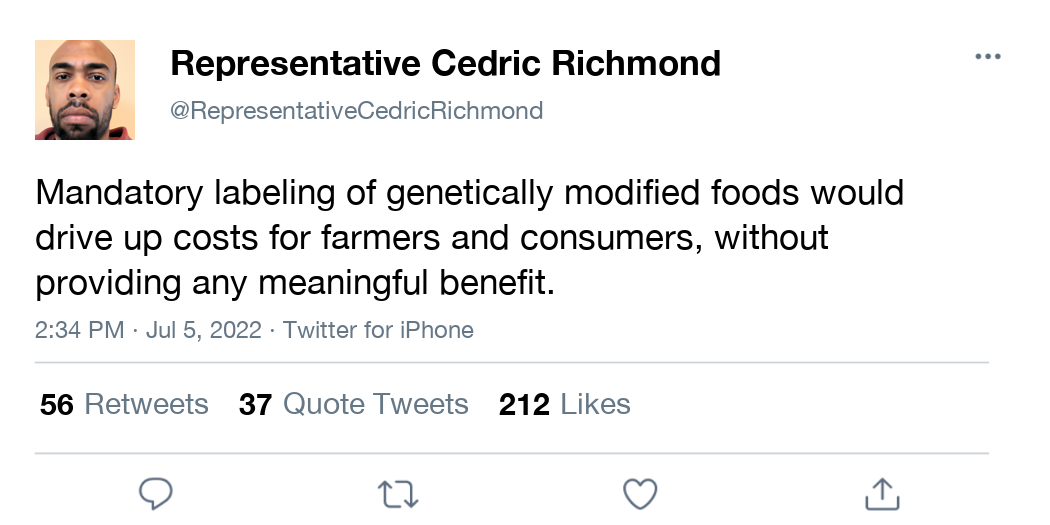 Representative Cedric Richmond
@RepresentativeCedricRichmond
Mandatory labeling of genetically modified foods would
drive up costs for farmers and consumers, without
providing any meaningful benefit.
2:34 PM · Jul 5, 2022 · Twitter for iPhone
56 Retweets 37 Quote Tweets 212 Likes